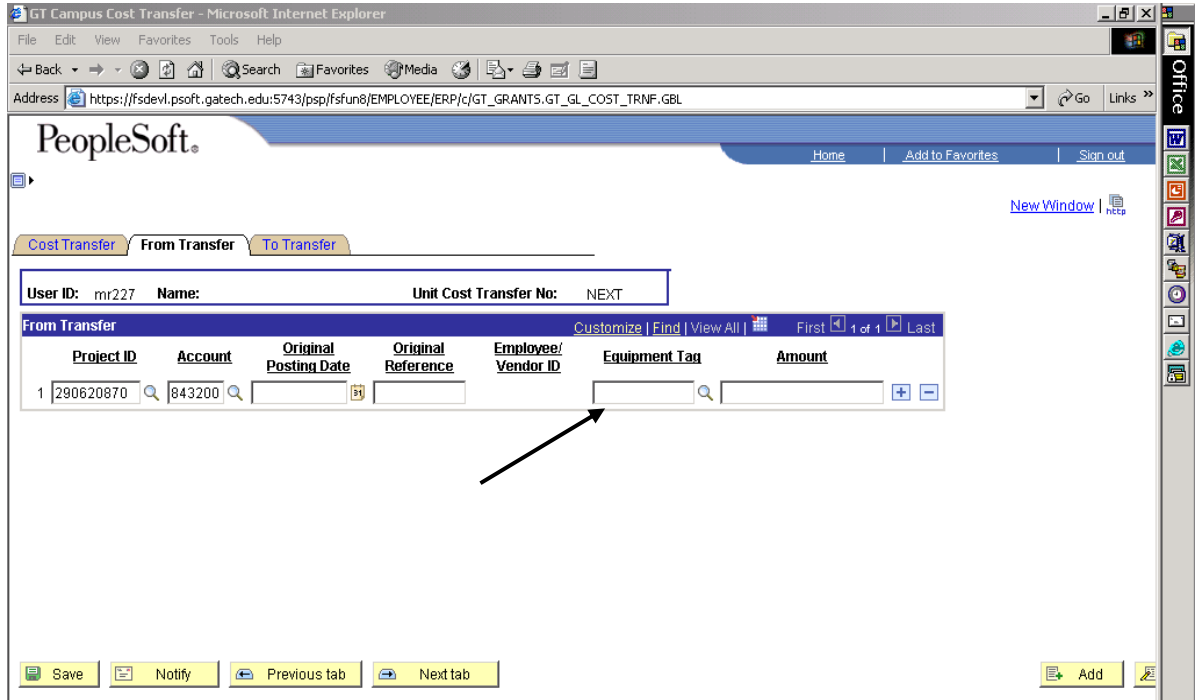 GT Campus Cost Transfer - Microsoft Internet Explorer
File Edit View Favorites Tools Help
Back Search Favorites Media
Address https://fsdevl.psoft.gatech.edu:5743/psp/fsfun8/EMPLOYEE/ERP/c/GT_GRANTS.GT_GL_COST_TRNF.GBL Go Links »
Office
PeopleSoft®
Home | Add to Favorites | Sign out
New Window | http
Cost Transfer From Transfer To Transfer
User ID: mr227 Name: Unit Cost Transfer No: NEXT
From Transfer Customize | Find | View All | First 1 of 1 Last
Project ID Account Original Posting Date Original Reference Employee/ Vendor ID Equipment Tag Amount
1 290620870 843200 31
Save Notify Previous tab Next tab Add